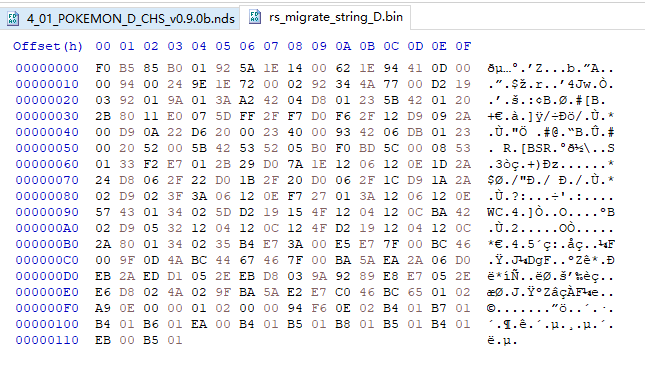 4_01_POKEMON_D_CHS_v0.9.0b.nds rs_migrate_string_D.bin
Offset(h) 00 01 02 03 04 05 06 07 08 09 0A 0B 0C 0D 0E 0F
00000000 F0 B5 85 B0 01 92 5A 1E 14 00 62 1E 94 41 0D 00 ðµ…°.’Z...b.”A..
00000010 00 94 00 24 9E 1E 72 00 02 92 34 4A 77 00 D2 19 .”.$ž.r..’4Jw.Ò.
00000020 03 92 01 9A 01 3A A2 42 04 D8 01 23 5B 42 01 20 .’.š.:¢B.Ø.#[B. 
00000030 2B 80 11 E0 07 5D FF 2F F7 D0 F6 2F 12 D9 09 2A +€.à.]ÿ/÷Ðö/.Ù.*
00000040 00 D9 0A 22 D6 20 00 23 40 00 93 42 06 DB 01 23 .Ù."Ö .#@.“B.Û.#
00000050 00 20 52 00 5B 42 53 52 05 B0 F0 BD 5C 00 08 53 . R.[BSR.°ð½\..S
00000060 01 33 F2 E7 01 2B 29 D0 7A 1E 12 06 12 0E 1D 2A .3òç.+)Ðz......*
00000070 24 D8 06 2F 22 D0 1B 2F 20 D0 06 2F 1C D9 1A 2A $Ø./"Ð./ Ð./.Ù.*
00000080 02 D9 02 3F 3A 06 12 0E F7 27 01 3A 12 06 12 0E .Ù.?:...÷'.:....
00000090 57 43 01 34 02 5D D2 19 15 4F 12 04 12 0C BA 42 WC.4.]Ò..O....ºB
000000A0 02 D9 05 32 12 04 12 0C 12 4F D2 19 12 04 12 0C .Ù.2.....OÒ.....
000000B0 2A 80 01 34 02 35 B4 E7 3A 00 E5 E7 7F 00 BC 46 *€.4.5´ç:.åç..¼F
000000C0 00 9F 0D 4A BC 44 67 46 7F 00 BA 5A EA 2A 06 D0 .Ÿ.J¼DgF..ºZê*.Ð
000000D0 EB 2A ED D1 05 2E EB D8 03 9A 92 89 E8 E7 05 2E ë*íÑ..ëØ.š’‰èç..
000000E0 E6 D8 02 4A 02 9F BA 5A E2 E7 C0 46 BC 65 01 02 æØ.J.ŸºZâçÀF¼e..
000000F0 A9 0E 00 00 01 02 00 00 94 F6 0E 02 B4 01 B7 01 ©.......”ö..´.·.
00000100 B4 01 B6 01 EA 00 B4 01 B5 01 B8 01 B5 01 B4 01 ´.¶.ê.´.µ.¸.µ.´.
00000110 EB 00 B5 01 ë.µ.